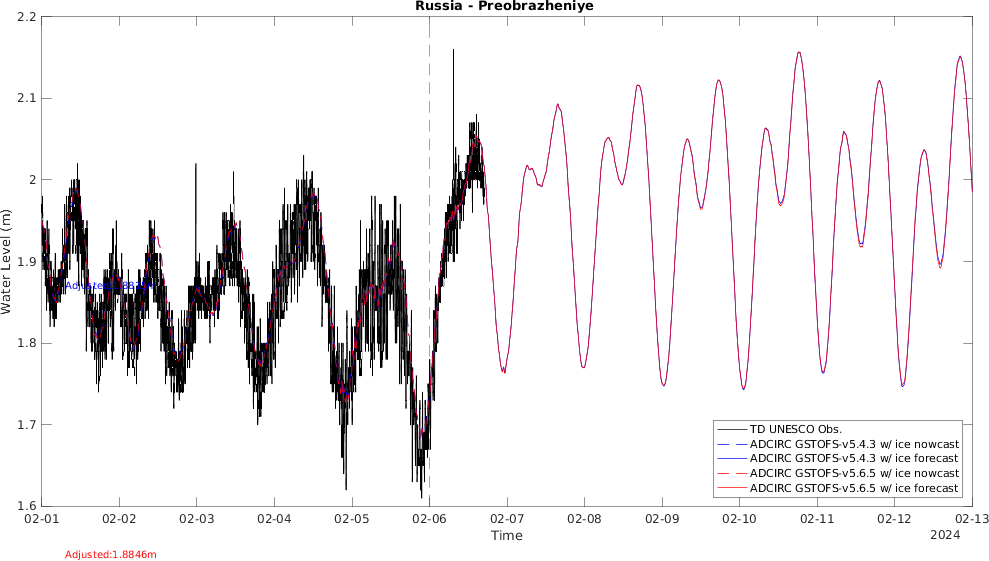 Russia - Preobrazheniye
2.2
2.1
2
1.9
1.8
1.7
1.6
Water Level (m)
TD UNESCO Obs.
ADCIRC GSTOFS-v5.4.3 w/ ice nowcast
ADCIRC GSTOFS-v5.4.3 w/ ice forecast
ADCIRC GSTOFS-v5.6.5 w/ ice nowcast
ADCIRC GSTOFS-v5.6.5 w/ ice forecast
02-01 02-02 02-03 02-04 02-05 02-06 02-07 02-08 02-09 02-10 02-11 02-12 02-13
Time
2024
Adjusted:1.8846m